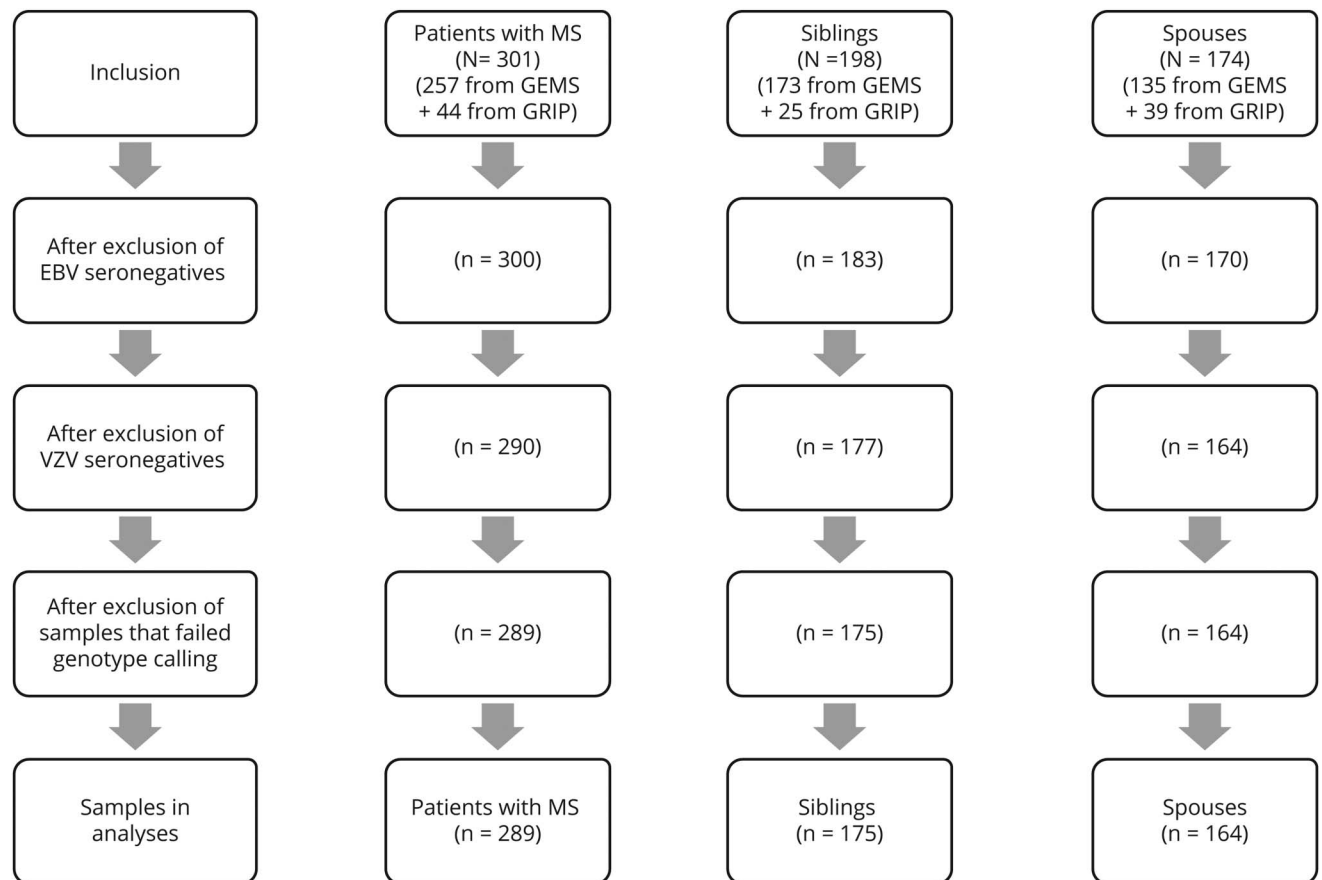 Inclusion
Patients with MS
(N= 301)
(257 from GEMS
+ 44 from GRIP)
Siblings
(N =198)
(173 from GEMS
+ 25 from GRIP)
Spouses
(N = 174)
(135 from GEMS
+ 39 from GRIP)
After exclusion of
EBV seronegatives
(n = 300)
(n = 183)
(n = 170)
After exclusion of
VZV seronegatives
(n = 290)
(n = 177)
(n = 164)
After exclusion of
samples that failed
genotype calling
(n = 289)
(n = 175)
(n = 164)
Samples in
analyses
Patients with MS
(n = 289)
Siblings
(n = 175)
Spouses
(n = 164)